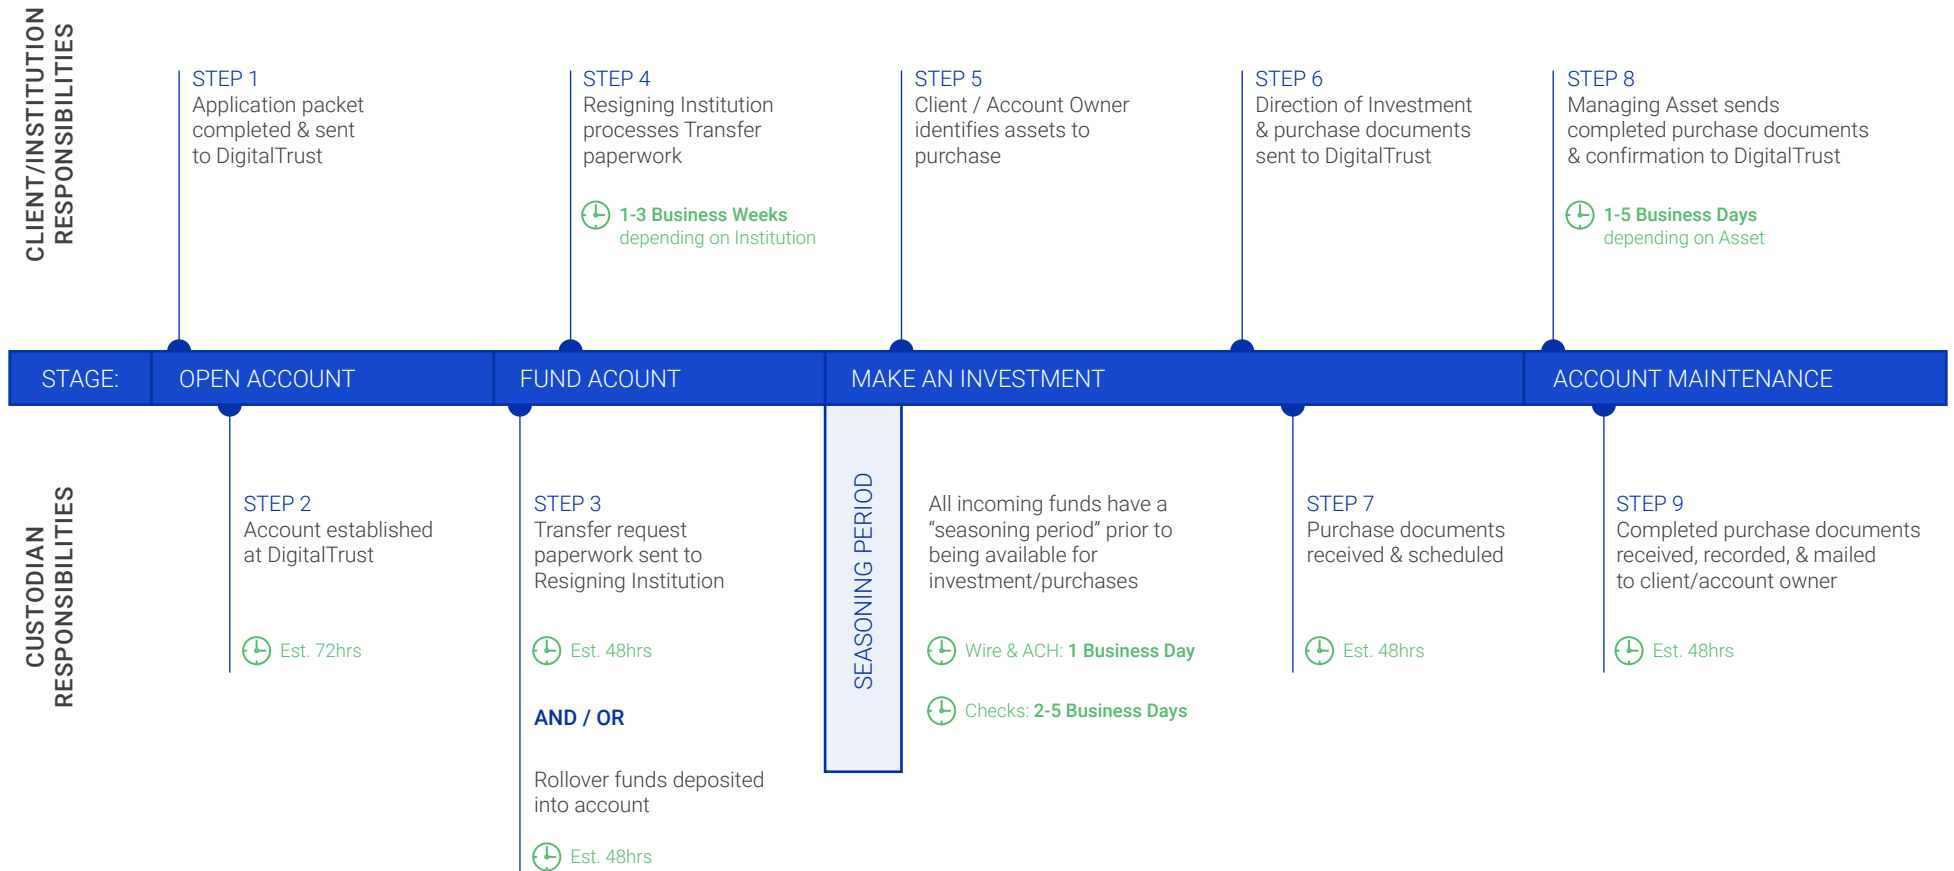 CLIENT/INSTITUTION
RESPONSIBILITIES
STEP 1
Application packet
completed & sent
to DigitalTrust
STEP 4
Resigning Institution
processes Transfer
paperwork
1-3 Business Weeks
depending on Institution
STEP 5
Client / Account Owner
identifies assets to
purchase
STEP 6
Direction of Investment
& purchase documents
sent to DigitalTrust
STEP 8
Managing Asset sends
completed purchase documents
& confirmation to DigitalTrust
1-5 Business Days
depending on Asset
STAGE:
OPEN ACCOUNT
FUND ACOUNT
MAKE AN INVESTMENT
ACCOUNT MAINTENANCE
CUSTODIAN
RESPONSIBILITIES
STEP 2
Account established
at DigitalTrust
Est. 72hrs
STEP 3
Transfer request
paperwork sent to
Resigning Institution
Est. 48hrs
AND / OR
Rollover funds deposited
into account
Est. 48hrs
SEASONING PERIOD
All incoming funds have a
“seasoning period” prior to
being available for
investment/purchases
Wire & ACH: 1 Business Day
Checks: 2-5 Business Days
STEP 7
Purchase documents
received & scheduled
Est. 48hrs
STEP 9
Completed purchase documents
received, recorded, & mailed
to client/account owner
Est. 48hrs